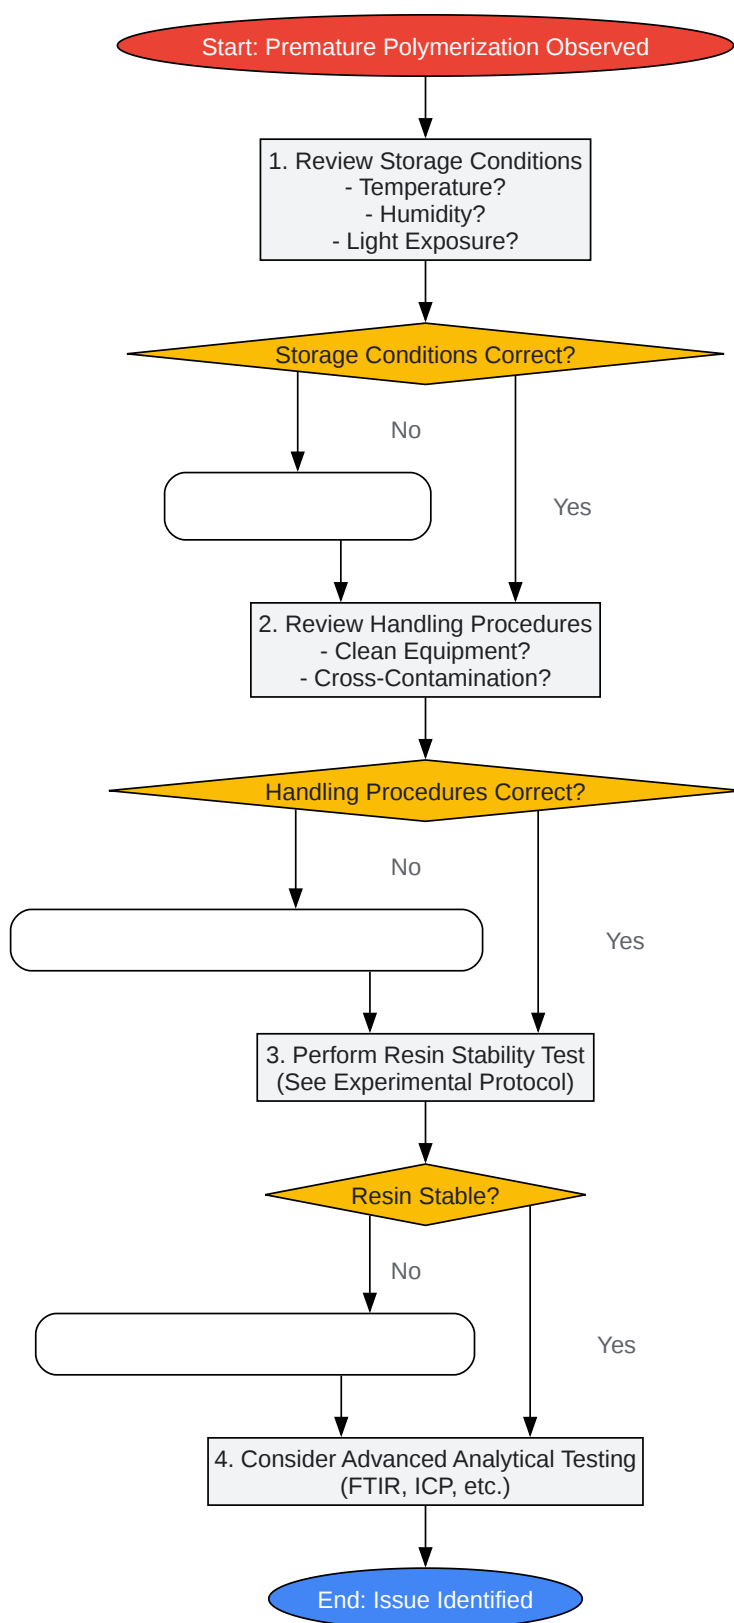 Start: Premature Polymerization Observed
1. Review Storage Conditions
- Temperature?
- Humidity?
- Light Exposure?
Storage Conditions Correct?
No
Yes
2. Review Handling Procedures
- Clean Equipment?
- Cross-Contamination?
Handling Procedures Correct?
No
Yes
3. Perform Resin Stability Test
(See Experimental Protocol)
Resin Stable?
No
Yes
4. Consider Advanced Analytical Testing
(FTIR, ICP, etc.)
End: Issue Identified